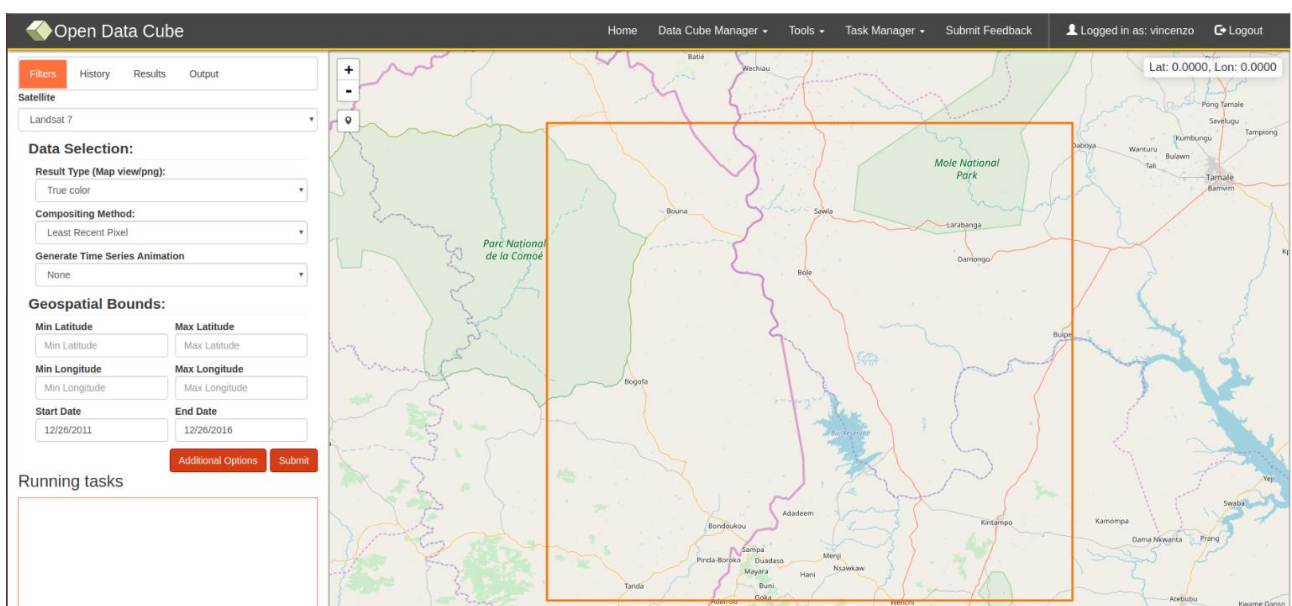 Open Data Cube
Home Data Cube Manager Tools Task Manager Submit Feedback Logged in as: vincenzo Logout
Filters History Results Output
Satellite
Landsat 7
Data Selection:
Result Type (Map view/png):
True color
Compositing Method:
Least Recent Pixel
Generate Time Series Animation
None
Geospatial Bounds:
Min Latitude Max Latitude
Min Latitude Max Latitude
Min Longitude Max Longitude
Min Longitude Max Longitude
Start Date End Date
12/26/2011 12/26/2016
Additional Options Submit
Running tasks
+
-
Lat: 0.0000, Lon: 0.0000
Batié
Wechiau
Pong Tamale
Savelugu
Tampiong
Kumbungu
Daboya
Wanturu
Bulawn
Tali
Tamale
Bamvim
Mole National
Park
Bouna
Sawla
Larabanga
Parc National
de la Comoé
Damongo
Bole
Buipe
Bogofa
Bui Reservoir
Yeji
Swaba
Adadeem
Bondoukou
Kintampo
Kamompa
Dama Nkwanta
Prang
Sampa
Pinda-Boroko
Duadaso
Menji
Mayara
Hani
Nsawkaw
Tanda
Buni
Goka
Wenchi
Atebubu
Kwame Danso